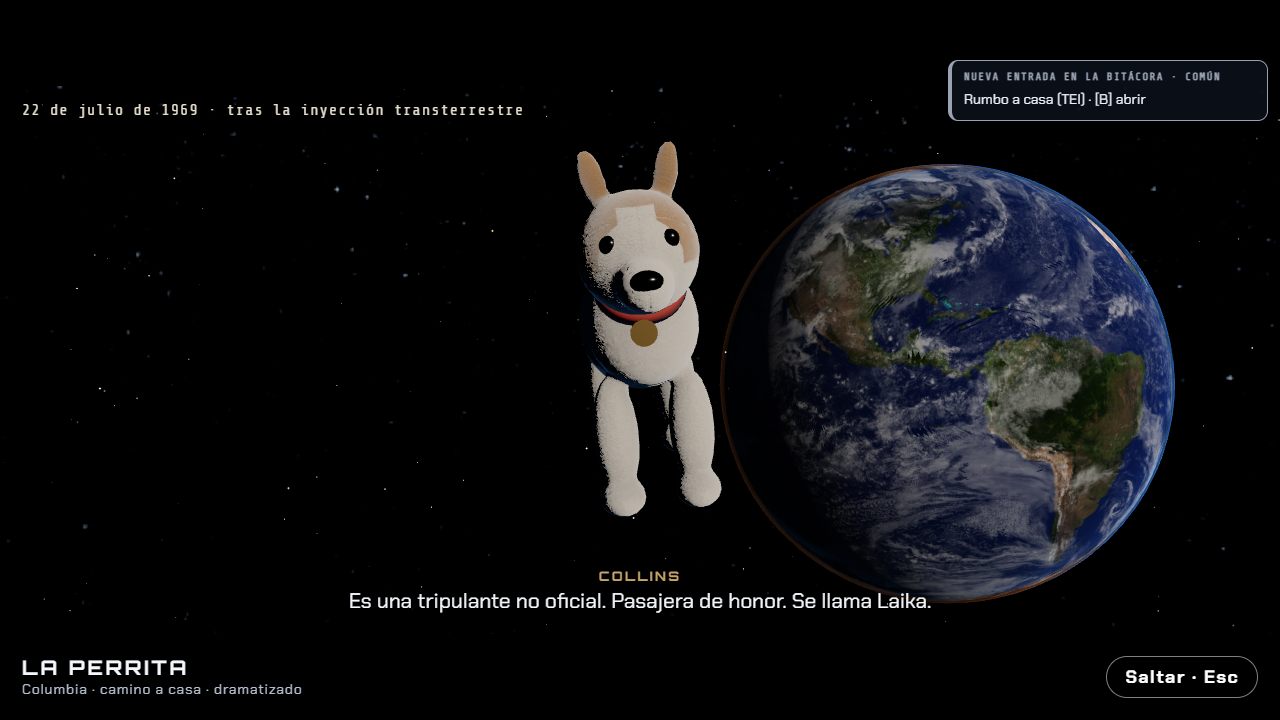 NUEVA ENTRADA EN LA BITÁCORA · COMÚN
Rumbo a casa (TEI) · [B] abrir
22 de julio de 1969 · tras la inyección transterrestre
COLLINS
Es una tripulante no oficial. Pasajera de honor. Se llama Laika.
LA PERRITA
Columbia · camino a casa · dramatizado
Saltar · Esc